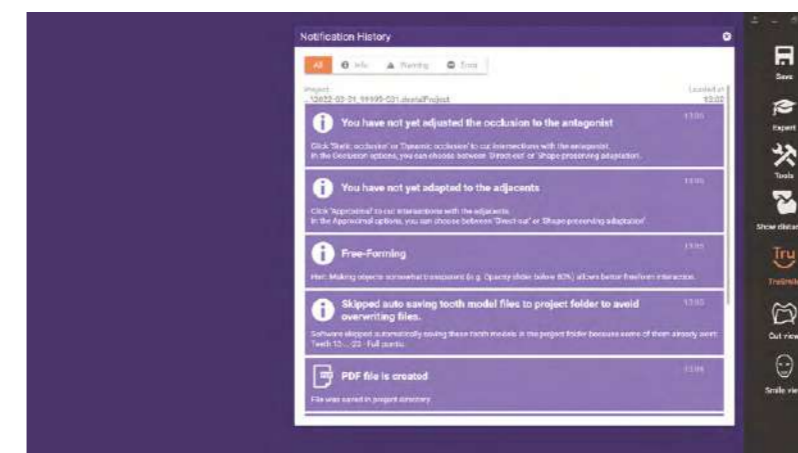 Notification History
All Info Warning Error
Project Loaded at
13:00
You have not yet adjusted the occlusion to the antagonist 13:05
Click 'Static occlusion' or 'Dynamic occlusion' to cut intersections with the antagonist.
In the Occlusion options, you can choose between 'Direct-cut' or 'Shape-preserving adaptation'.
You have not yet adapted to the adjacents 13:05
Click 'Approximal' to cut intersections with the adjacents.
In the Approximal options, you can choose between 'Direct-cut' or 'Shape-preserving adaptation'.
Free-Forming 13:05
Hint: Making objects somewhat transparent (e.g. Opacity slider below 80%) allows better freeform interaction.
Skipped auto saving tooth model files to project folder to avoid 13:05
overwriting files.
Software skipped automatically saving these tooth models in the project folder because some of them already exist:
Full pontic.
PDF file is created
File was saved in project directory.
Save
Expert
Tools
Show distan
Tru
TruSmile
Cut view
Smile vie